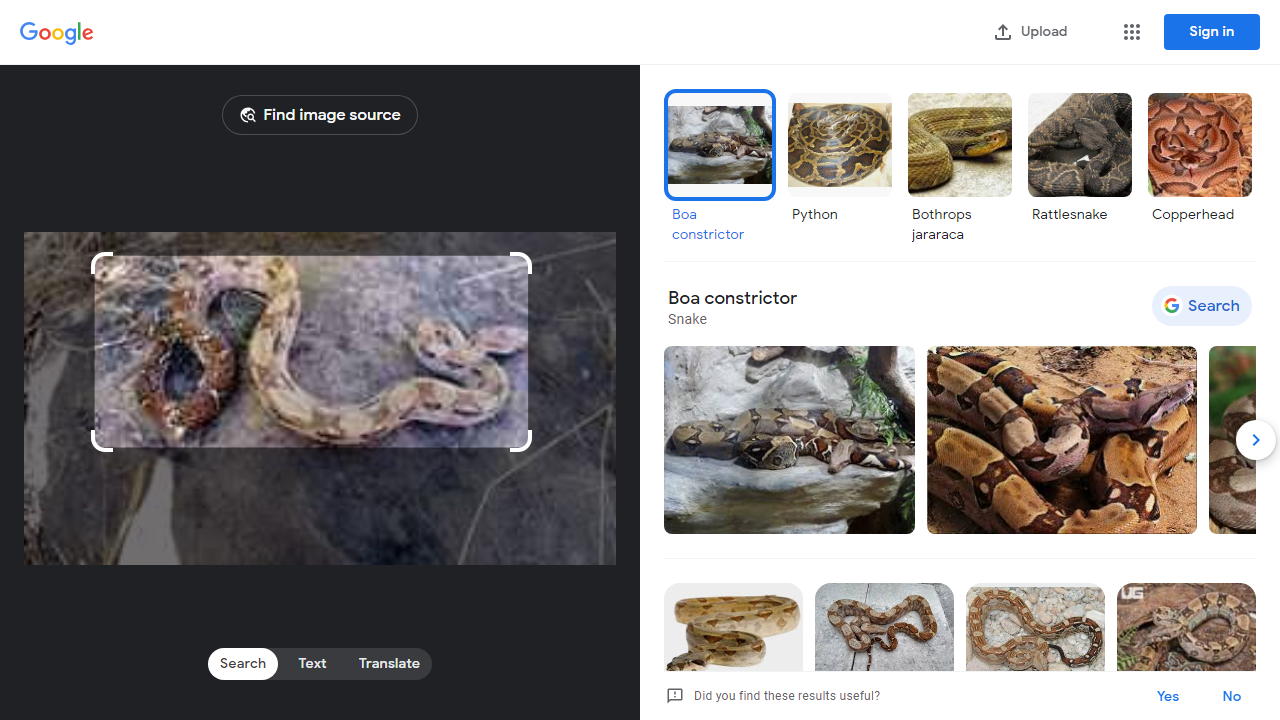 Google
Upload
Sign in
Find image source
Boa
constrictor
Python
Bothrops
jararaca
Rattlesnake
Copperhead
Boa constrictor
Snake
Search
UG
Search
Text
Translate
Did you find these results useful?
Yes
No